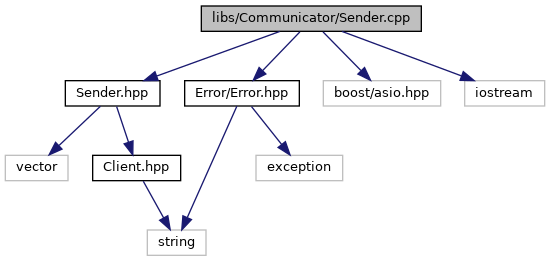 libs/Communicator/Sender.cpp
Sender.hpp
Error/Error.hpp
boost/asio.hpp
iostream
vector
Client.hpp
exception
string